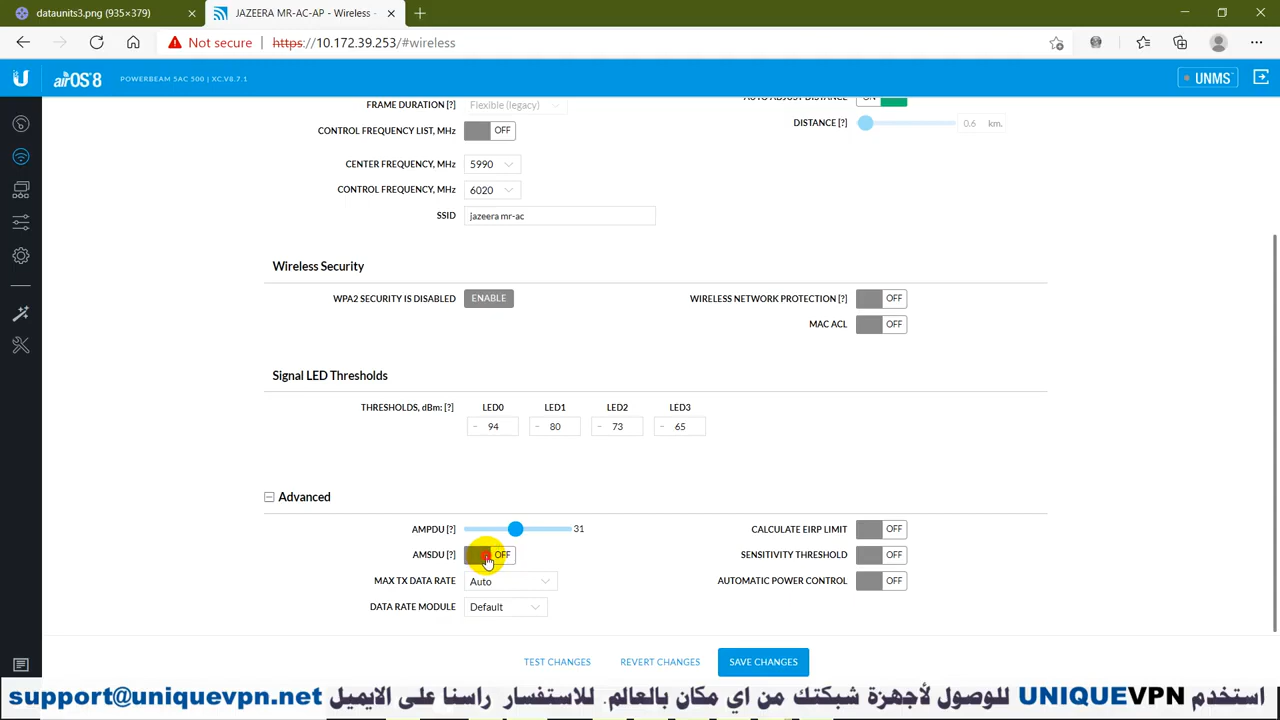 dataunits3.png (935×379)
JAZEERA MR-AC-AP - Wireless -
Not secure https://10.172.39.253/#wireless
airOS 8 POWERBEAM 5AC 500 | XC.V8.7.1 UNMS
FRAME DURATION [?] Flexible (legacy)
AUTO ADJUST DISTANCE ON
CONTROL FREQUENCY LIST, MHz OFF
DISTANCE [?] 0.6 km.
CENTER FREQUENCY, MHz 5990
CONTROL FREQUENCY, MHz 6020
SSID jazeera mr-ac
Wireless Security
WPA2 SECURITY IS DISABLED ENABLE
WIRELESS NETWORK PROTECTION [?] OFF
MAC ACL OFF
Signal LED Thresholds
THRESHOLDS, dBm: [?] LED0 LED1 LED2 LED3
- 94 - 80 - 73 - 65
Advanced
AMPDU [?] 31
CALCULATE EIRP LIMIT OFF
AMSDU [?] OFF
SENSITIVITY THRESHOLD OFF
MAX TX DATA RATE Auto
AUTOMATIC POWER CONTROL OFF
DATA RATE MODULE Default
TEST CHANGES REVERT CHANGES SAVE CHANGES
استخدم UNIQUEVPN للوصول لأجهزة شبكتك من اي مكان بالعالم. للاستفسار راسنا على الايميل support@uniquevpn.net